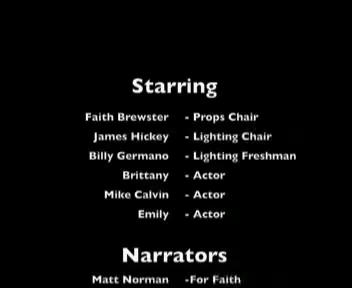 Starring
Faith Brewster - Props Chair
James Hickey - Lighting Chair
Billy Germano - Lighting Freshman
Brittany - Actor
Mike Calvin - Actor
Emily - Actor
Narrators
Matt Norman -For Faith